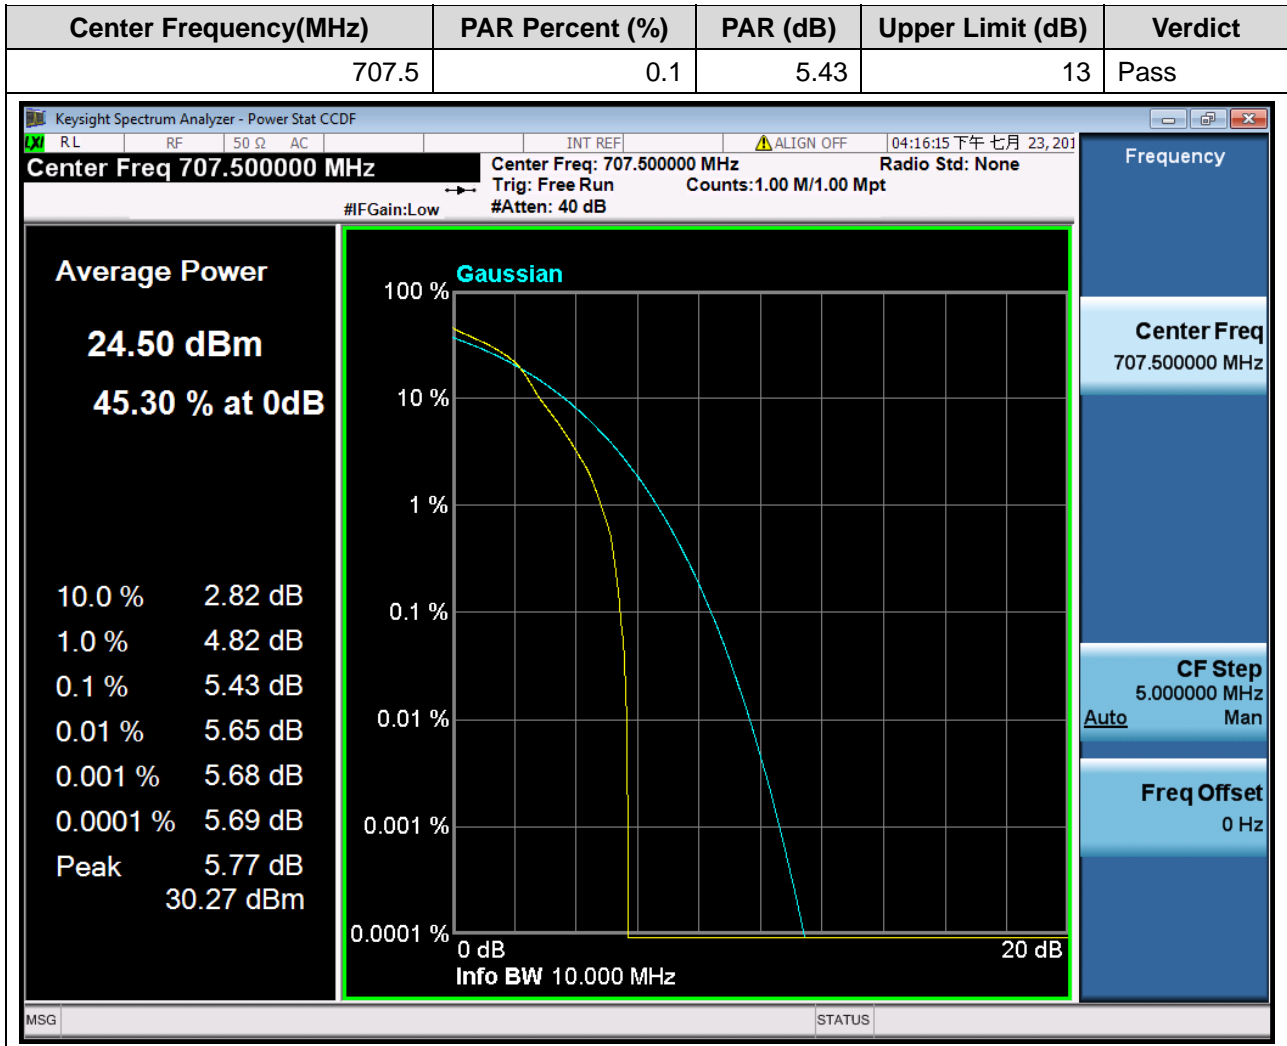 Center Frequency(MHz) PAR Percent (%) PAR (dB) Upper Limit (dB) Verdict
707.5 0.1 5.43 13 Pass
Keysight Spectrum Analyzer - Power Stat CCDF
LXI RL RF 50 Ω AC INT REF ALIGN OFF 04:16:15下午 七月 23, 201
Center Freq 707.500000 MHz
Center Freq: 707.500000 MHz Radio Std: None
Trig: Free Run Counts:1.00 M/1.00 Mpt
#IFGain:Low #Atten: 40 dB
Average Power
24.50 dBm
45.30 % at 0dB
10.0 % 2.82 dB
1.0 % 4.82 dB
0.1 % 5.43 dB
0.01 % 5.65 dB
0.001 % 5.68 dB
0.0001 % 5.69 dB
Peak 5.77 dB
30.27 dBm
Gaussian
100 %
10 %
1 %
0.1 %
0.01 %
0.001 %
0.0001 %
0 dB 20 dB
Info BW 10.000 MHz
Frequency
Center Freq
707.500000 MHz
CF Step
5.000000 MHz
Auto Man
Freq Offset
0 Hz
MSG STATUS